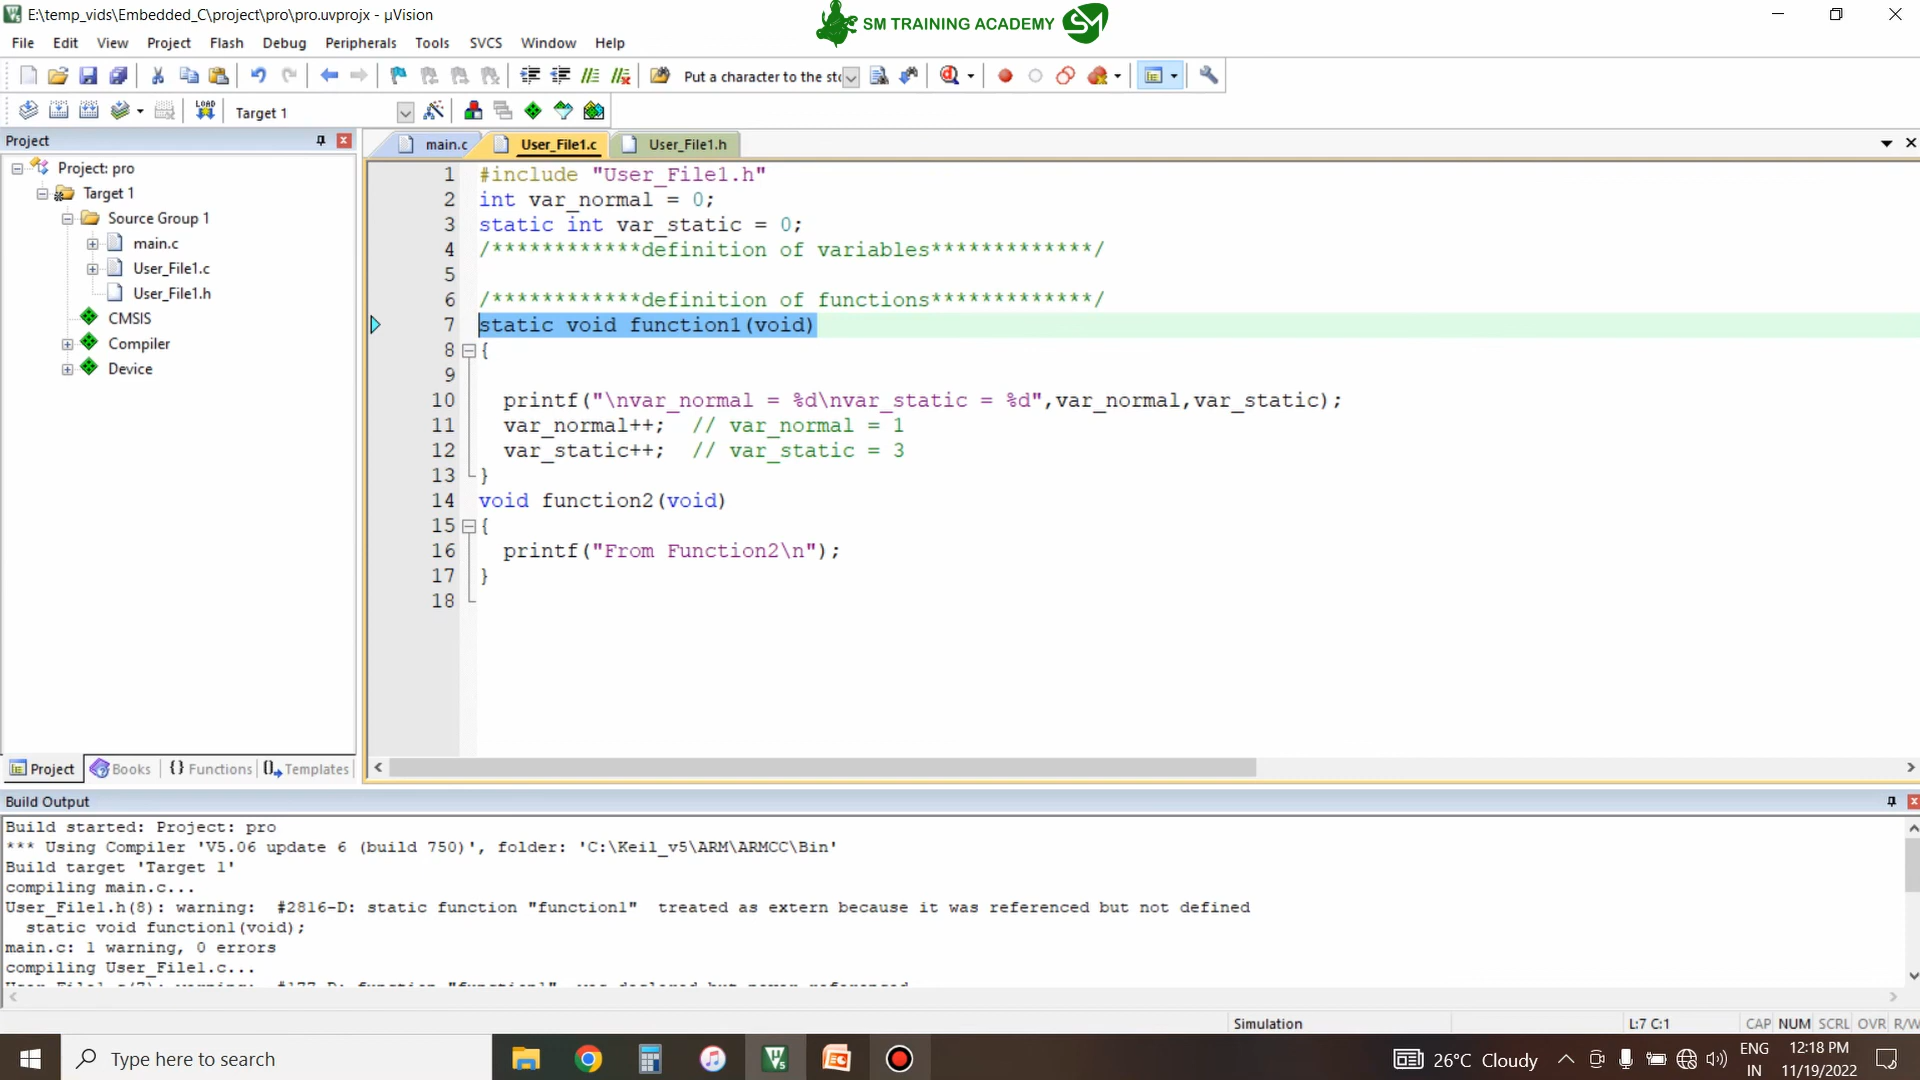 E:\temp_vids\Embedded_C\project\pro\pro.uvprojx - µVision
SM TRAINING ACADEMY
SM
File Edit View Project Flash Debug Peripherals Tools SVCS Window Help
Put a character to the st
LOAD
Target 1
Project
main.c
User_File1.c
User_File1.h
Project: pro
Target 1
Source Group 1
main.c
User_File1.c
User_File1.h
CMSIS
Compiler
Device
1 #include "User_File1.h"
2 int var_normal = 0;
3 static int var_static = 0;
4 /************definition of variables*************/
5
6 /************definition of functions*************/
7 static void function1(void)
8 {
9
10 printf("\nvar_normal = %d\nvar_static = %d",var_normal,var_static);
11 var_normal++; // var_normal = 1
12 var_static++; // var_static = 3
13 }
14 void function2(void)
15 {
16 printf("From Function2\n");
17 }
18
Project Books {} Functions 0 Templates
Build Output
Build started: Project: pro
*** Using Compiler 'V5.06 update 6 (build 750)', folder: 'C:\Keil_v5\ARM\ARMCC\Bin'
Build target 'Target 1'
compiling main.c...
User_File1.h(8): warning: #2816-D: static function "function1" treated as extern because it was referenced but not defined
static void function1(void);
main.c: 1 warning, 0 errors
compiling User_File1.c...
Simulation
L:7 C:1
CAP NUM SCRL OVR R/W
Type here to search
26°C Cloudy
ENG
IN
12:18 PM
11/19/2022